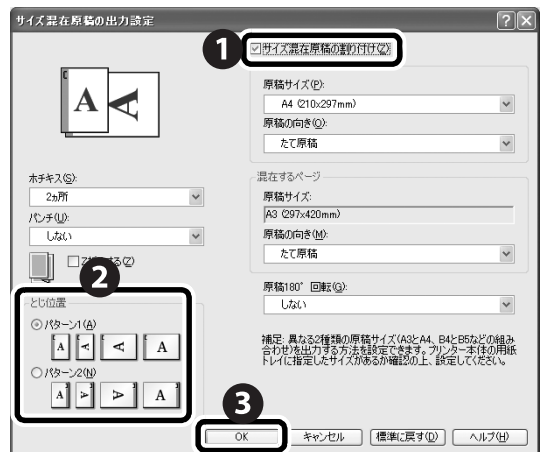 サイズ混在原稿の出力設定
1
サイズ混在原稿の割り付け(Z)
A A
原稿サイズ(P):
A4 (210x297mm)
原稿の向き(O):
たて原稿
ホチキス(S):
2ヵ所
パンチ(U):
しない
混在するページ
原稿サイズ:
A3 (297x420mm)
原稿の向き(M):
たて原稿
2
原稿180° 回転(G):
しない
とじ位置
パターン1(A)
A A A A
パターン2(N)
A A A A
補足: 異なる2種類の原稿サイズ(A3とA4、B4とB5などの組み
合わせ)を出力する方法を設定できます。プリンター本体の用紙
トレイに指定したサイズがあるか確認の上、設定してください。
3
OK
キャンセル
標準に戻す(D)
ヘルプ(H)